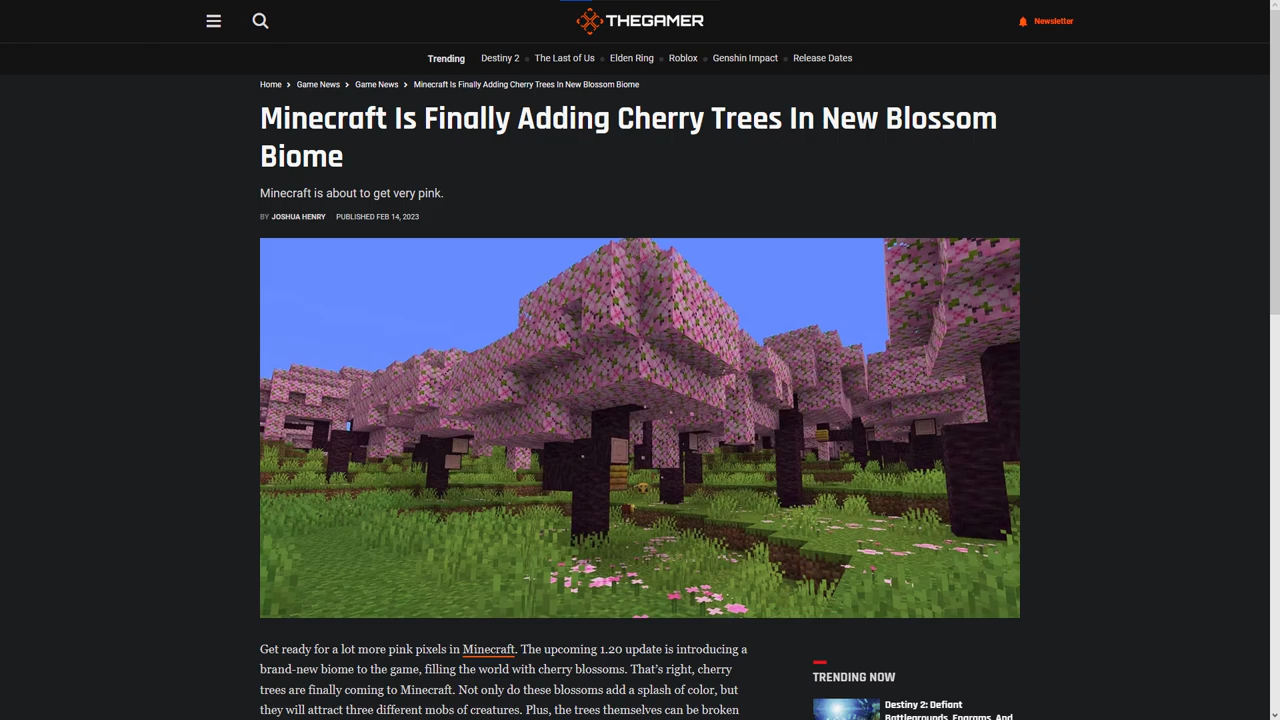 THEGAMER
Newsletter
Trending
Destiny 2
The Last of Us
Elden Ring
Roblox
Genshin Impact
Release Dates
Home
Game News
Game News
Minecraft Is Finally Adding Cherry Trees In New Blossom Biome
Minecraft Is Finally Adding Cherry Trees In New Blossom
Biome
Minecraft is about to get very pink.
BY JOSHUA HENRY PUBLISHED FEB 14, 2023
Get ready for a lot more pink pixels in Minecraft. The upcoming 1.20 update is introducing a
brand-new biome to the game, filling the world with cherry blossoms. That's right, cherry
trees are finally coming to Minecraft. Not only do these blossoms add a splash of color, but
they will attract three different mobs of creatures. Plus, the trees themselves can be broken
TRENDING NOW
Destiny 2: Defiant
Battlegrounds, Engrams, And